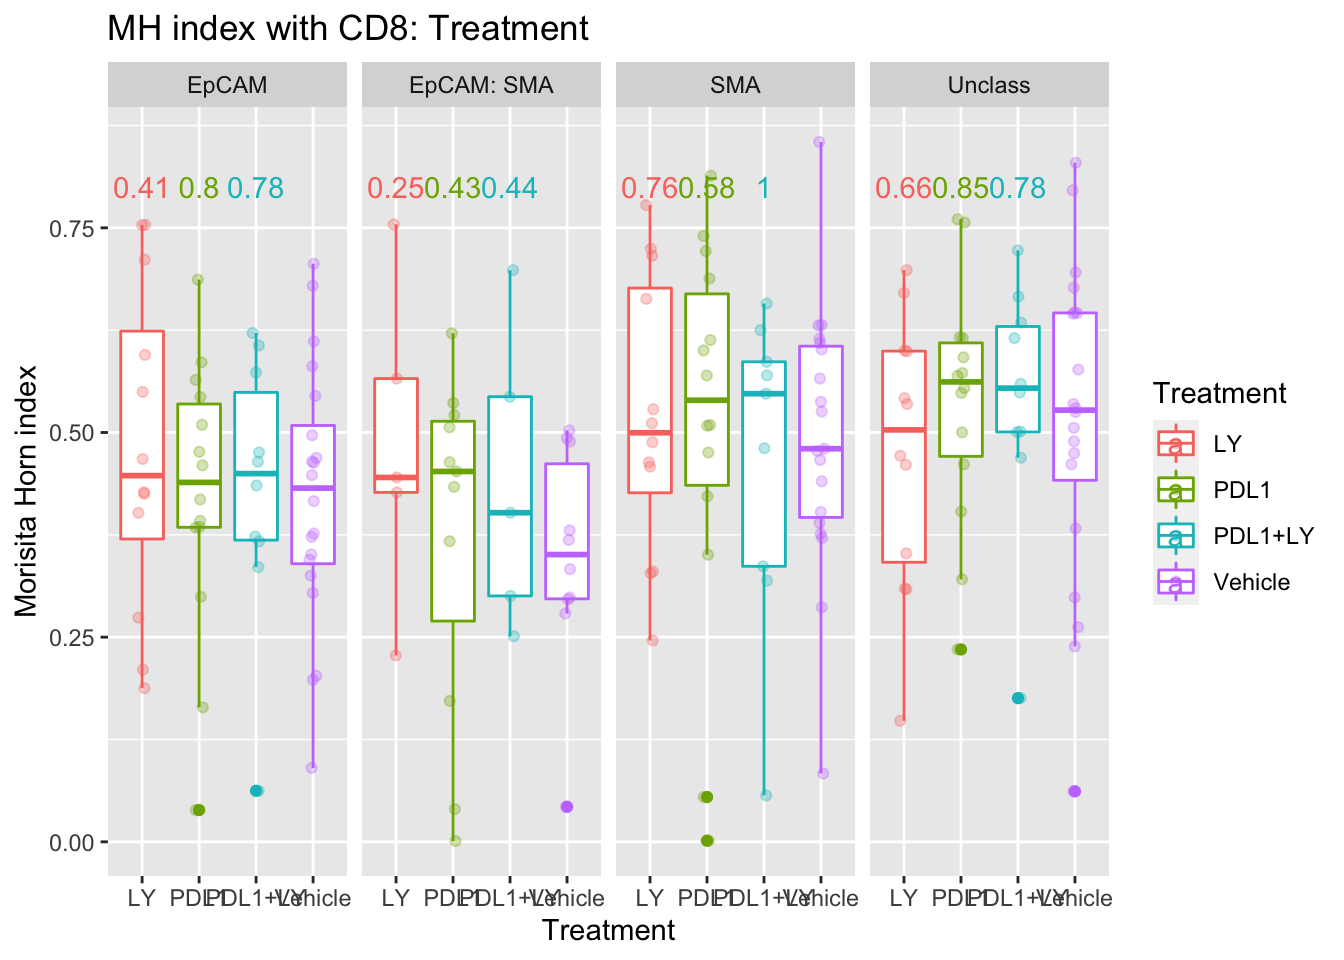 MH index with CD8: Treatment
EpCAM EpCAM: SMA SMA Unclass
0.41 0.8 0.78 0.25 0.43 0.44 0.76 0.58 1 0.66 0.85 0.78
0.75
0.50
0.25
0.00
Morisita Horn index
LY PDL1 PDL1+LY Vehicle LY PDL1 PDL1+LY Vehicle LY PDL1 PDL1+LY Vehicle LY PDL1 PDL1+LY Vehicle
Treatment
Treatment
a LY
a PDL1
a PDL1+LY
a Vehicle